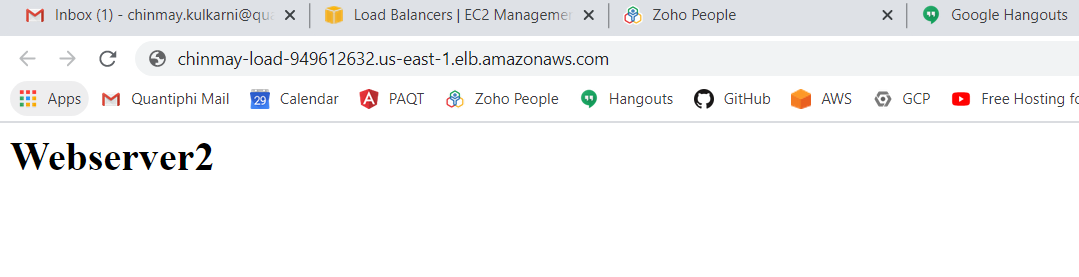 Inbox (1) - chinmay.kulkarni@qua
Load Balancers | EC2 Managemen
Zoho People
Google Hangouts
chinmay-load-949612632.us-east-1.elb.amazonaws.com
Apps Quantiphi Mail 29 Calendar PAQT Zoho People Hangouts GitHub AWS GCP Free Hosting fo
Webserver2